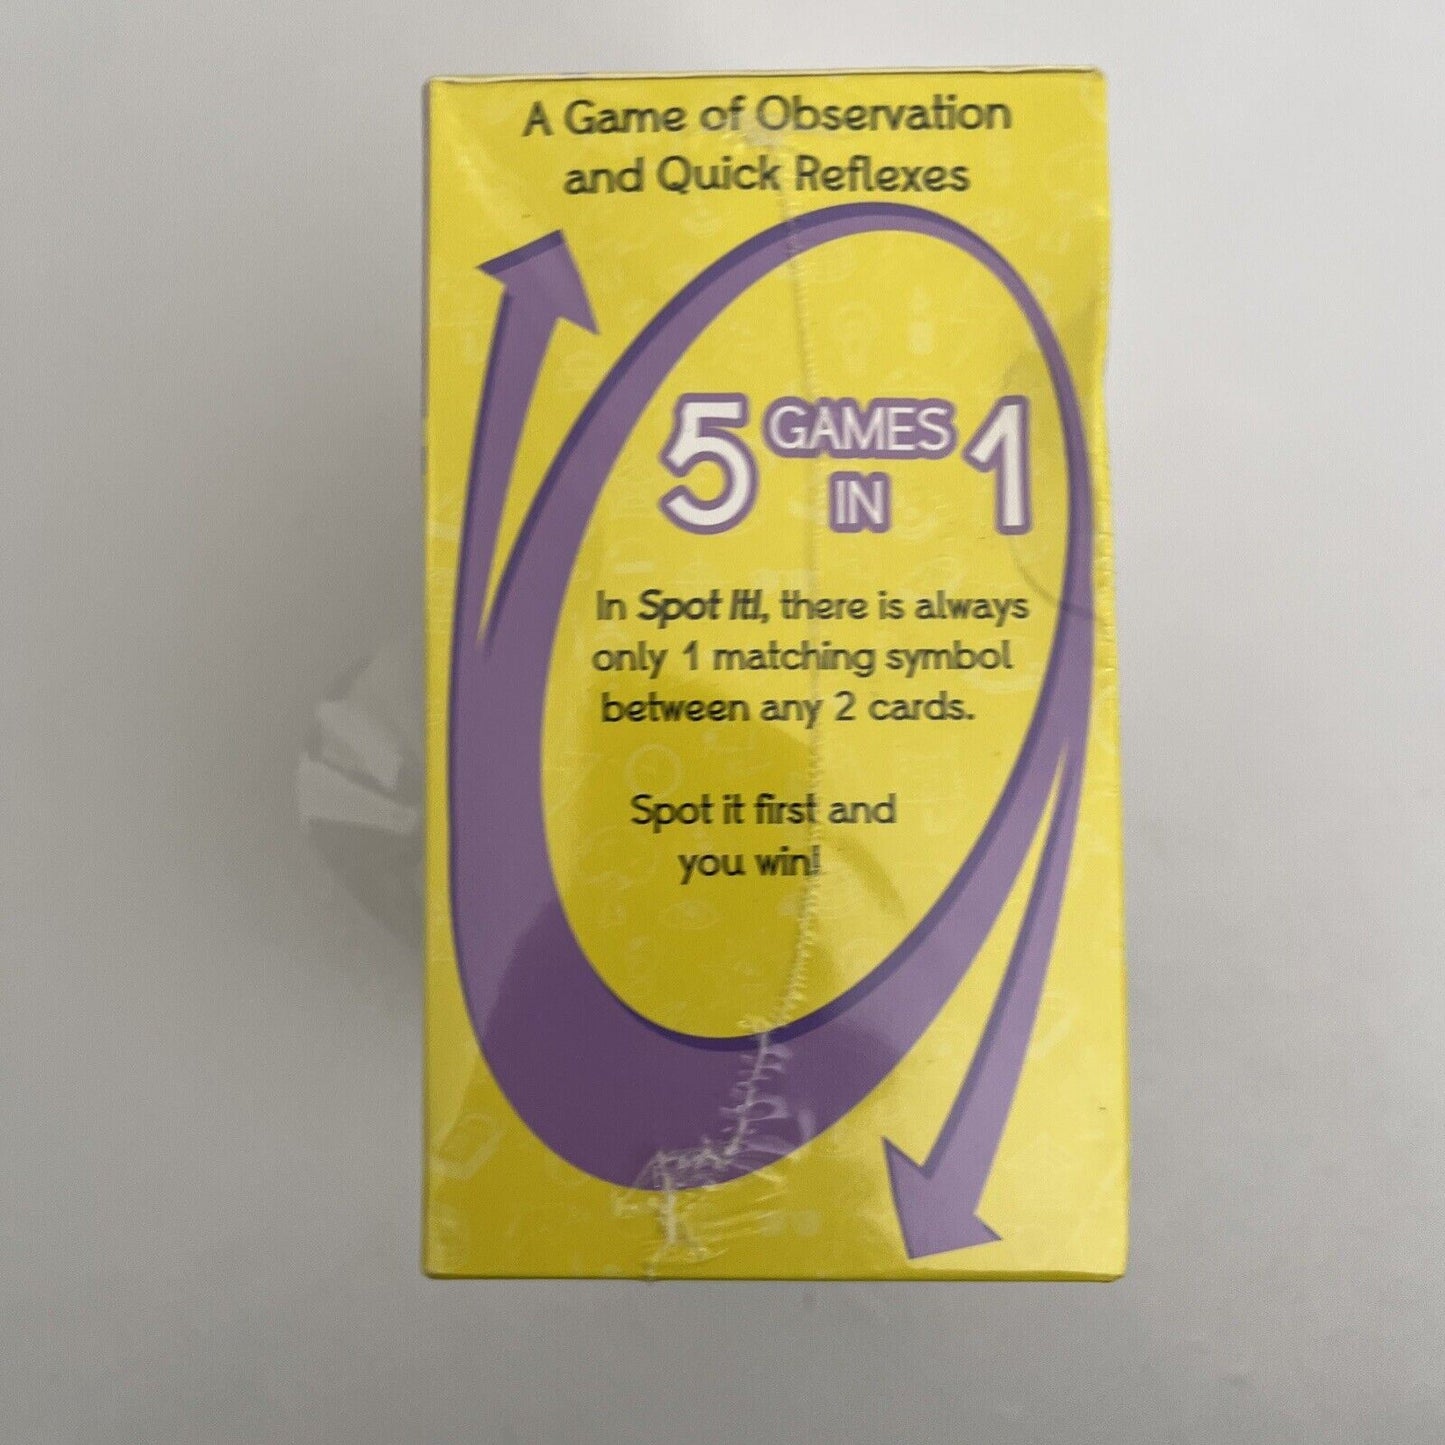 A Game of Observation
and Quick Reflexes
5 GAMES IN 1
In Spot It!, there is always
only 1 matching symbol
between any 2 cards.
Spot it first and
you win!